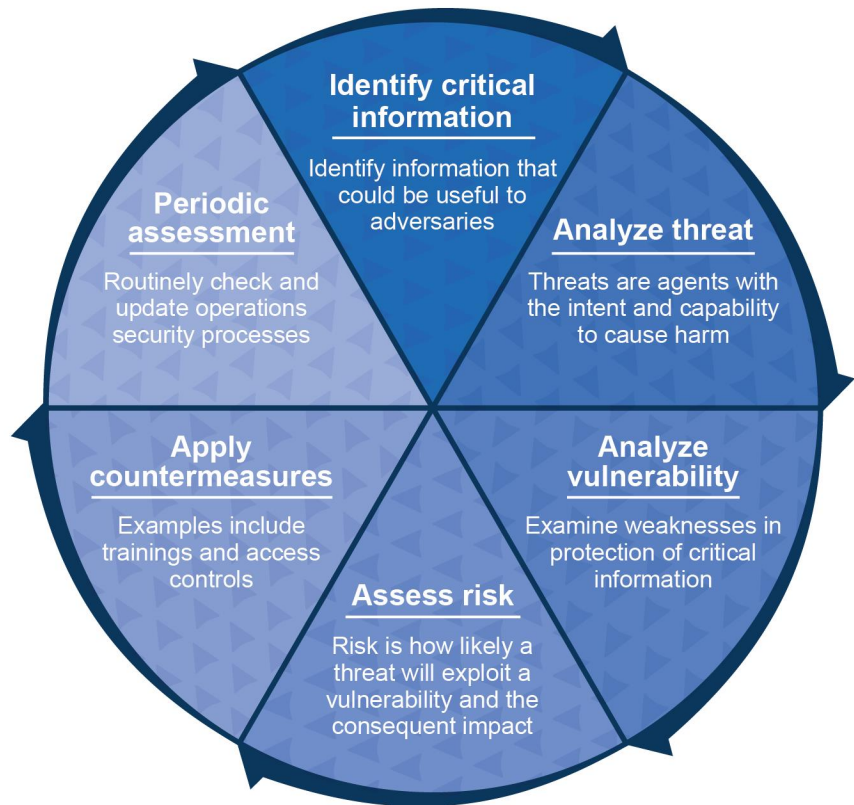 Identify critical
information
Identify information that
could be useful to
adversaries
Analyze threat
Threats are agents with
the intent and capability
to cause harm
Analyze
vulnerability
Examine weaknesses in
protection of critical
information
Assess risk
Risk is how likely a
threat will exploit a
vulnerability and the
consequent impact
Apply
countermeasures
Examples include
trainings and access
controls
Periodic
assessment
Routinely check and
update operations
security processes